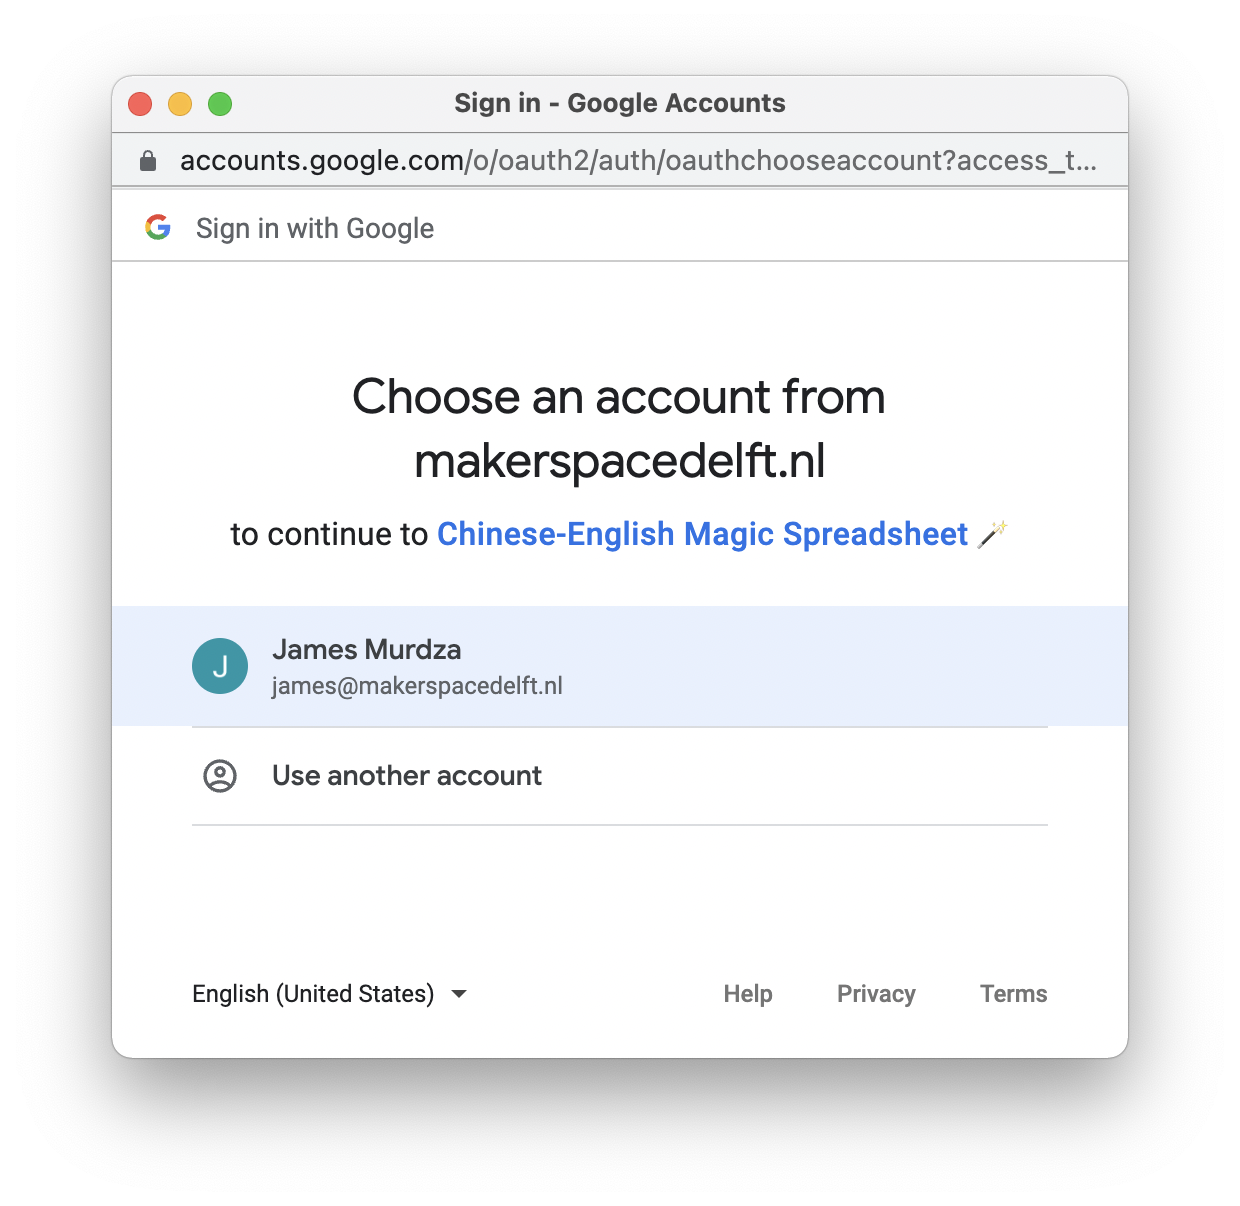 Sign in - Google Accounts
accounts.google.com/o/oauth2/auth/oauthchooseaccount?access_t...
Sign in with Google
Choose an account from
makerspacedelft.nl
to continue to Chinese-English Magic Spreadsheet 🪄
J
James Murdza
james@makerspacedelft.nl
Use another account
English (United States)
Help Privacy Terms